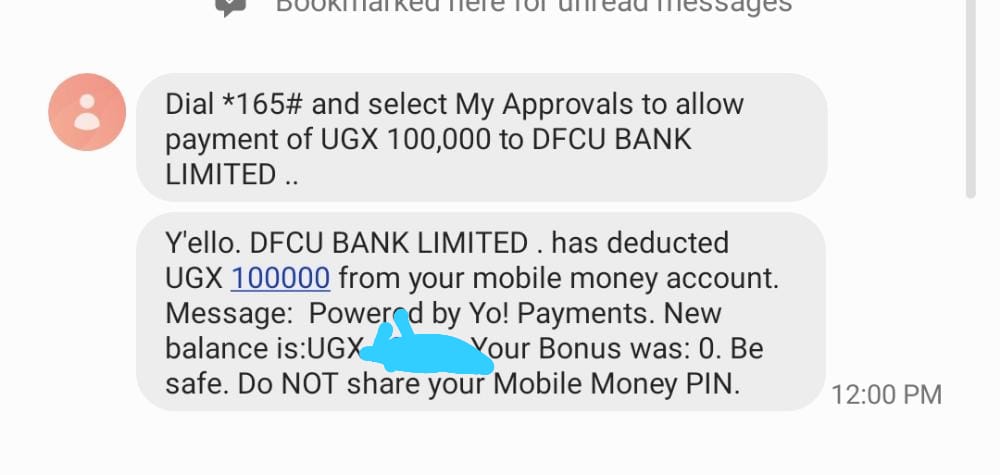 Bookmarked here for unread messages
Dial *165# and select My Approvals to allow
payment of UGX 100,000 to DFCU BANK
LIMITED ..
Y'ello. DFCU BANK LIMITED . has deducted
UGX 100000 from your mobile money account.
Message:  Powered by Yo! Payments. New
balance is:UGX Your Bonus was: 0. Be
safe. Do NOT share your Mobile Money PIN.
12:00 PM